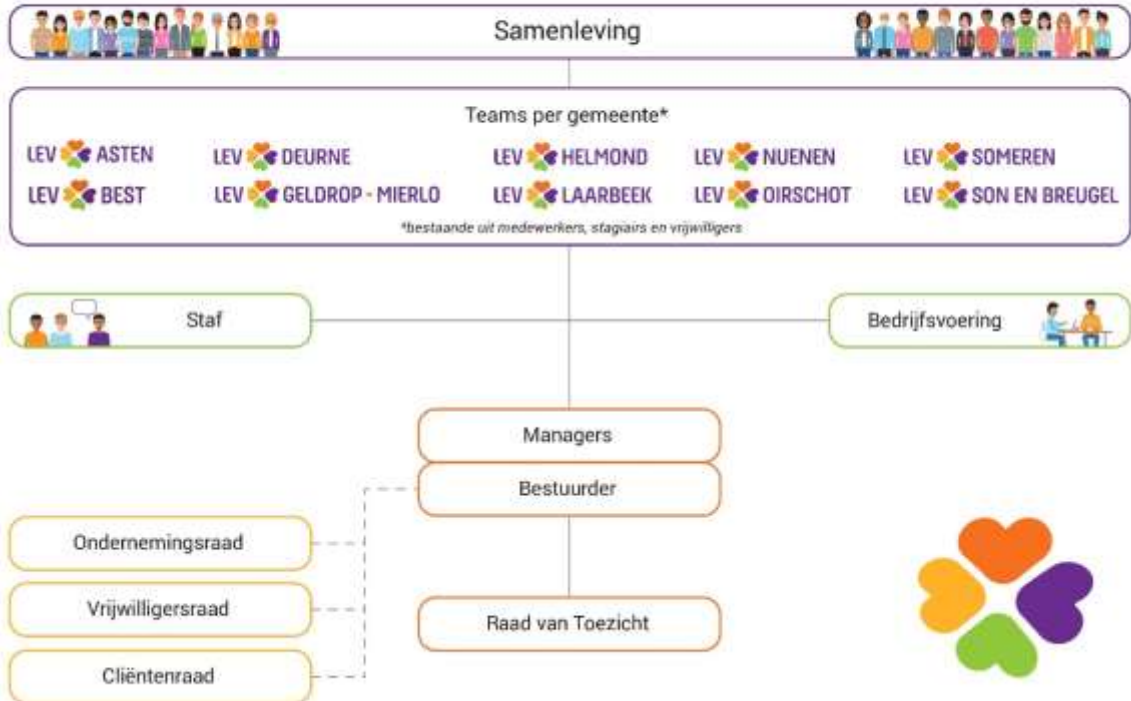 Samenleving
Teams per gemeente*
LEV ASTEN
LEV DEURNE
LEV HELMOND
LEV NUENEN
LEV SOMEREN
LEV BEST
LEV GELDROP - MIERLO
LEV LAARBEEK
LEV OIRSCHOT
LEV SON EN BREUGEL
*bestaande uit medewerkers, stagiairs en vrijwilligers
Staf
Bedrijfsvoering
Managers
Bestuurder
Ondernemingsraad
Vrijwilligersraad
Raad van Toezicht
Cliëntenraad